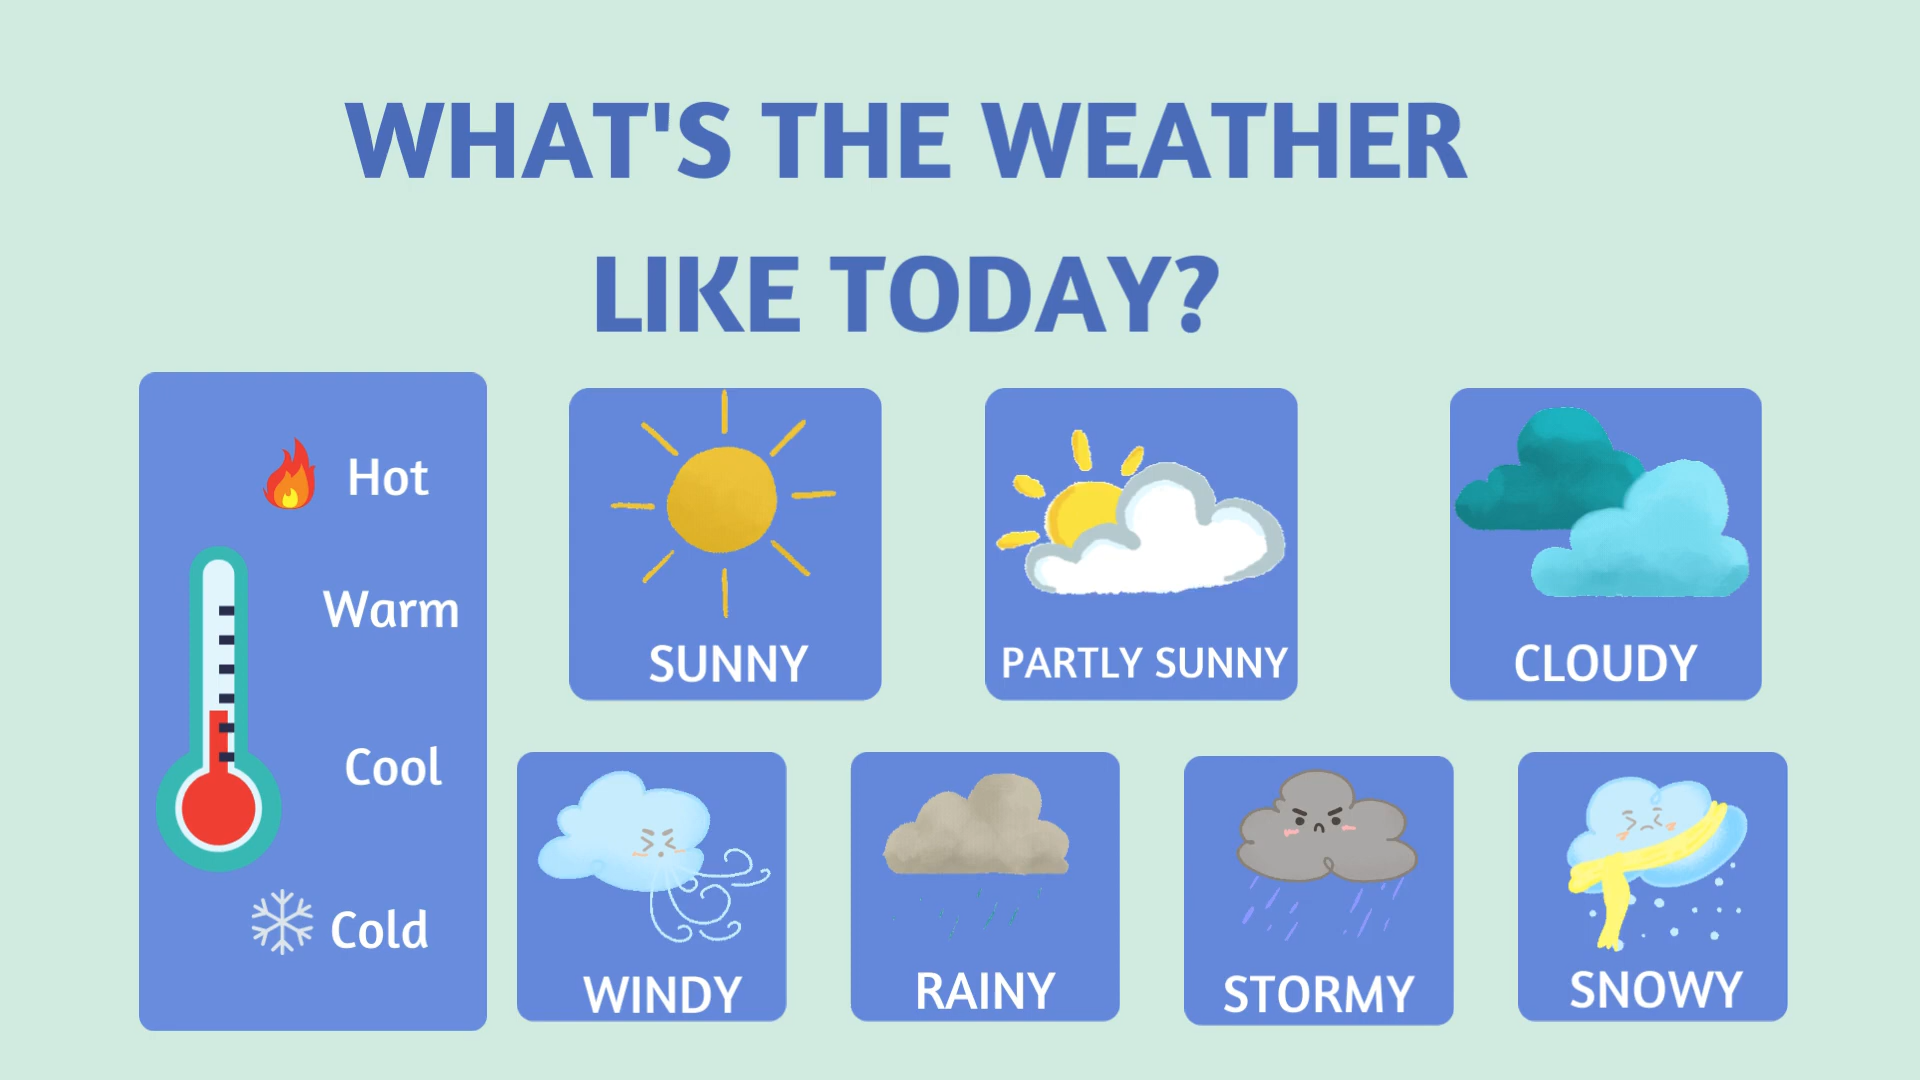 WHAT'S THE WEATHER
LIKE TODAY?
Hot
Warm
Cool
Cold
SUNNY
PARTLY SUNNY
CLOUDY
WINDY
RAINY
STORMY
SNOWY